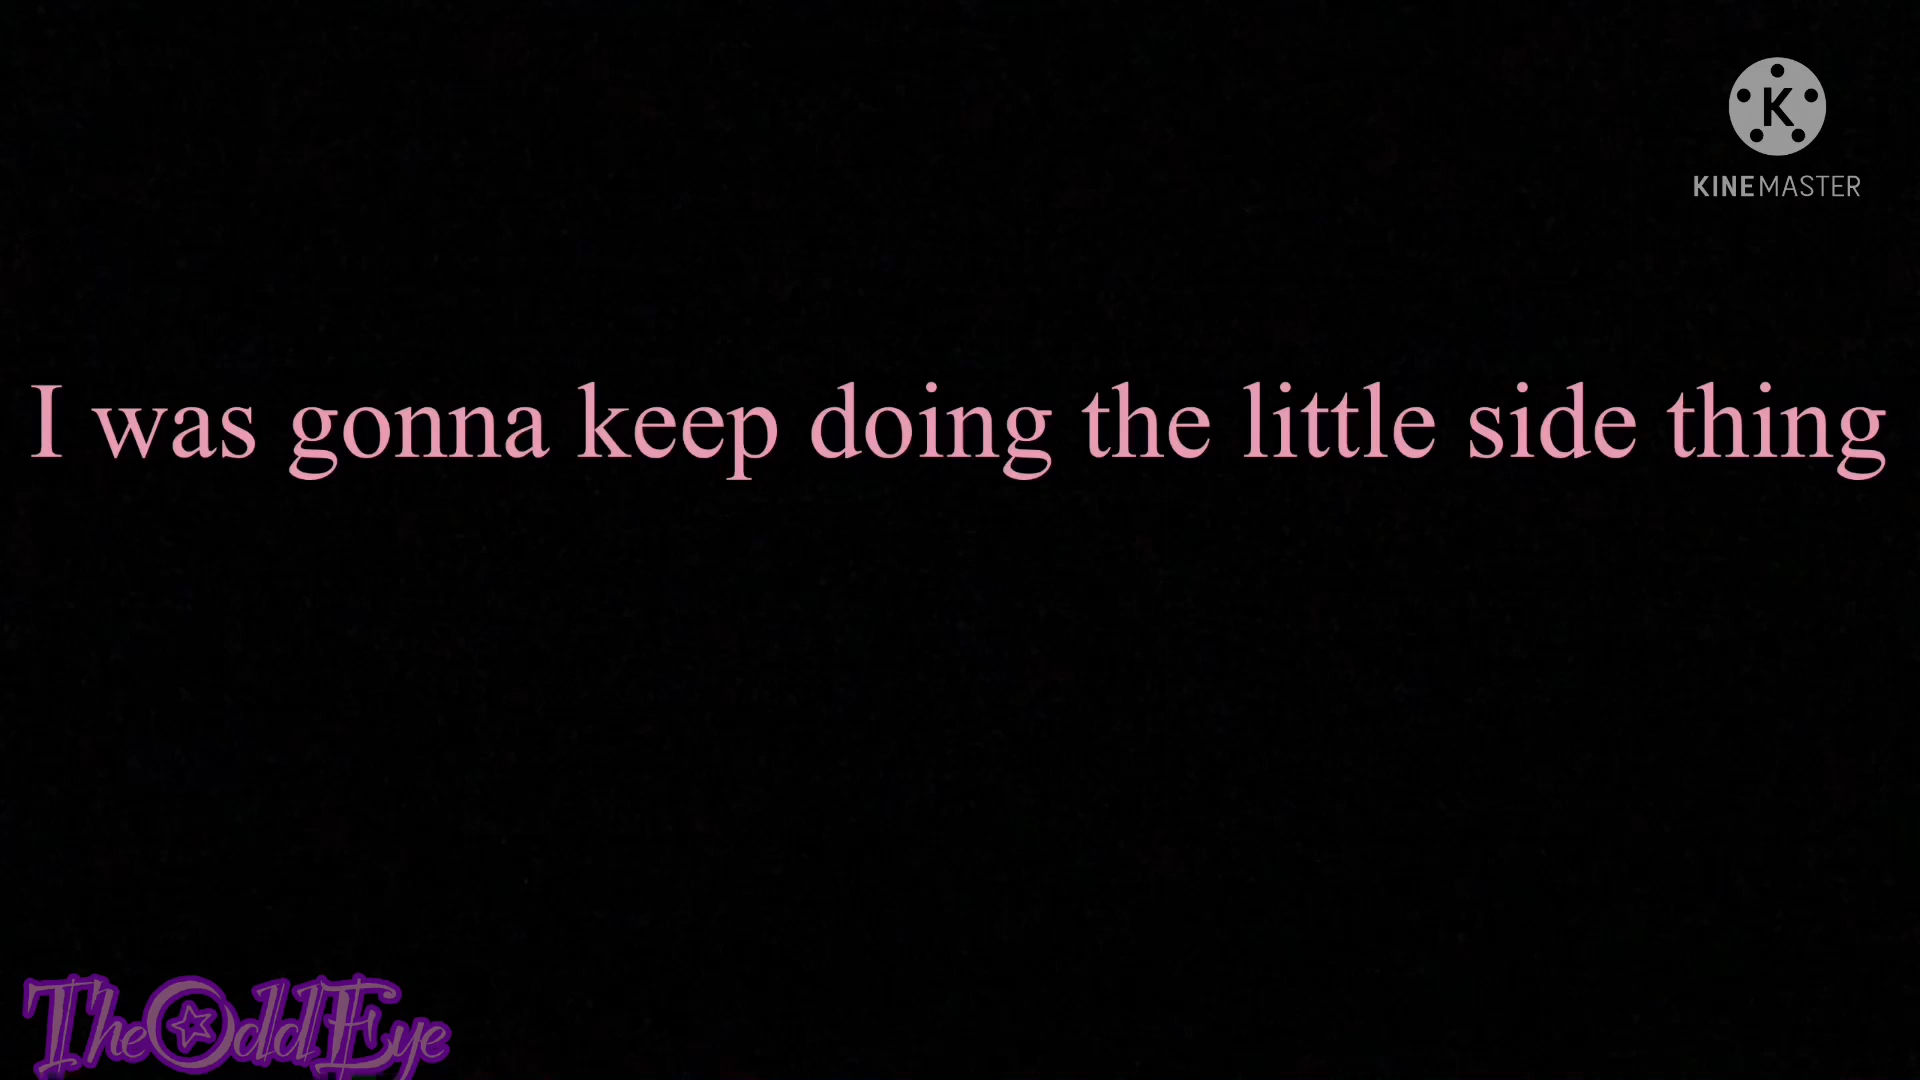 K
KINEMASTER
I was gonna keep doing the little side thing
TheOddEye